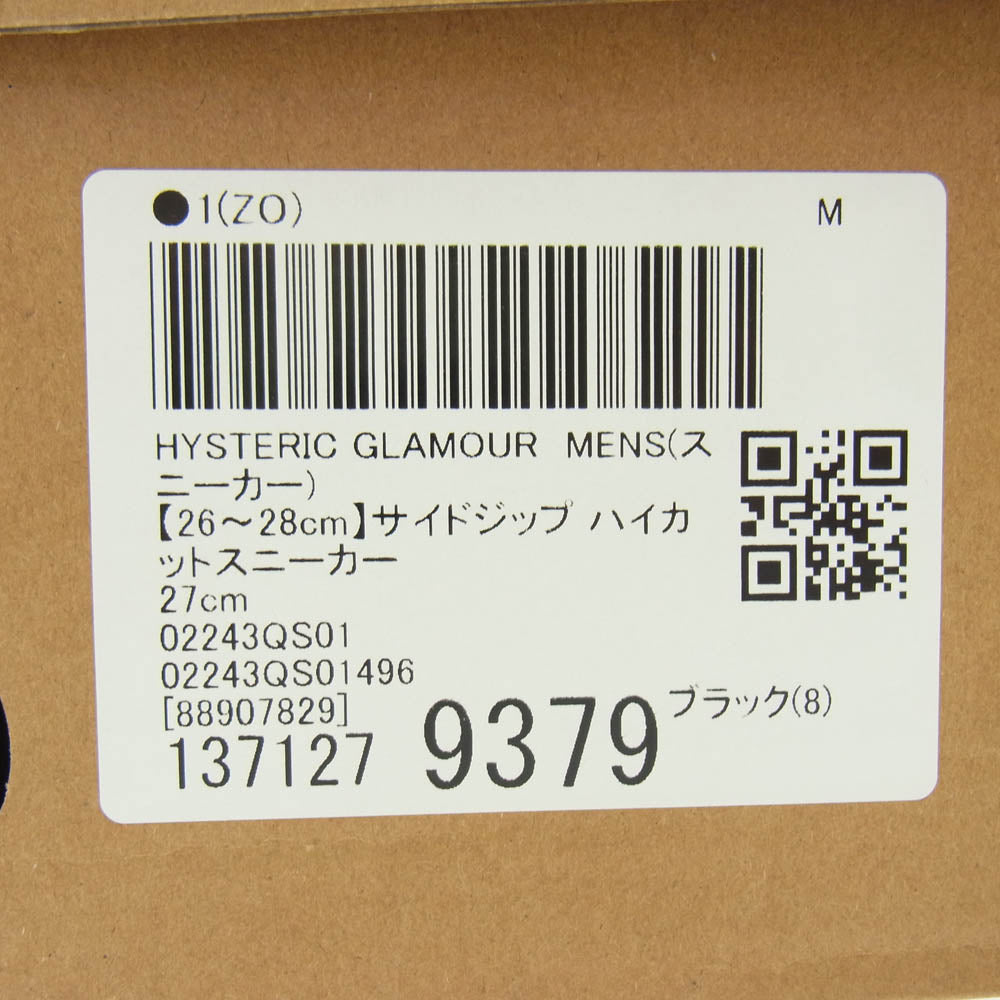 ●1(ZO) M
HYSTERIC GLAMOUR MENS(ス
ニーカー)
【26～28cm】サイドジップ ハイカ
ットスニーカー
27cm
02243QS01
02243QS01496
[88907829] ブラック(8)
137127 9379